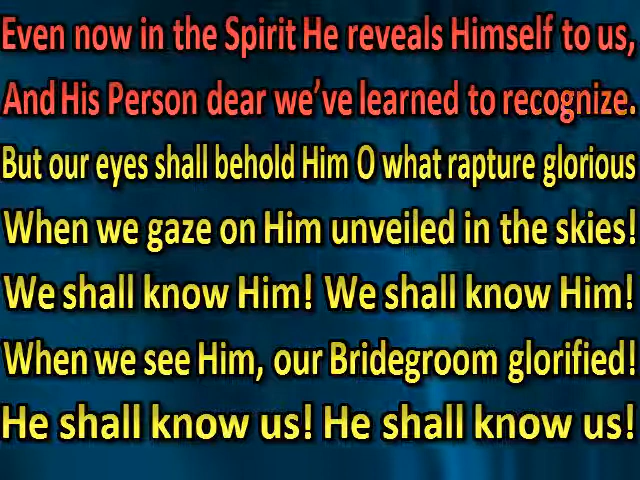 Even now in the Spirit He reveals Himself to us,
And His Person dear we've learned to recognize.
But our eyes shall behold Him O what rapture glorious
When we gaze on Him unveiled in the skies!
We shall know Him! We shall know Him!
When we see Him, our Bridegroom glorified!
He shall know us! He shall know us!